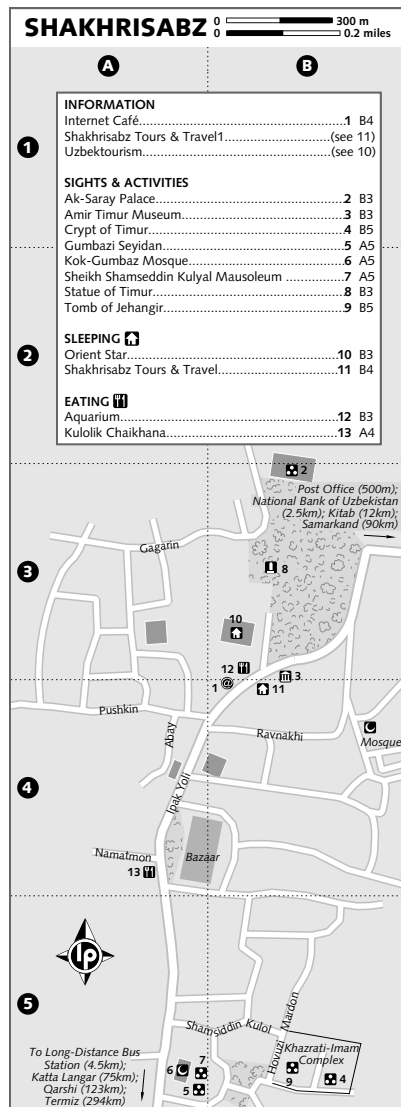 SHAKHRISABZ
0 300 m
0 0.2 miles
A B
1
INFORMATION
Internet Café...............................................1 B4
Shakhrisabz Tours & Travel1.......................(see 11)
Uzbektourism.........................................(see 10)
SIGHTS & ACTIVITIES
Ak-Saray Palace..........................................2 B3
Amir Timur Museum....................................3 B3
Crypt of Timur............................................4 B5
Gumbazi Seyidan........................................5 A5
Kok-Gumbaz Mosque..................................6 A5
Sheikh Shamseddin Kulyal Mausoleum .........7 A5
Statue of Timur...........................................8 B3
Tomb of Jehangir........................................9 B5
2
SLEEPING
Orient Star................................................10 B3
Shakhrisabz Tours & Travel.........................11 B4
EATING
Aquarium..................................................12 B3
Kulolik Chaikhana......................................13 A4
2
Post Office (500m);
National Bank of Uzbekistan
(2.5km); Kitab (12km);
Samarkand (90km)
Gagarin
3
8
10
12
3
1
11
Pushkin
Abay
Ravnakhi
Mosque
4
Ipak Yoli
Bazaar
Namatmon
13
lp
5
Shamsiddin Kulol
Hovuzi Mardon
Khazrati-Imam
Complex
To Long-Distance Bus
Station (4.5km);
Katta Langar (75km);
Qarshi (123km);
Termiz (294km)
7
6
5
9
4